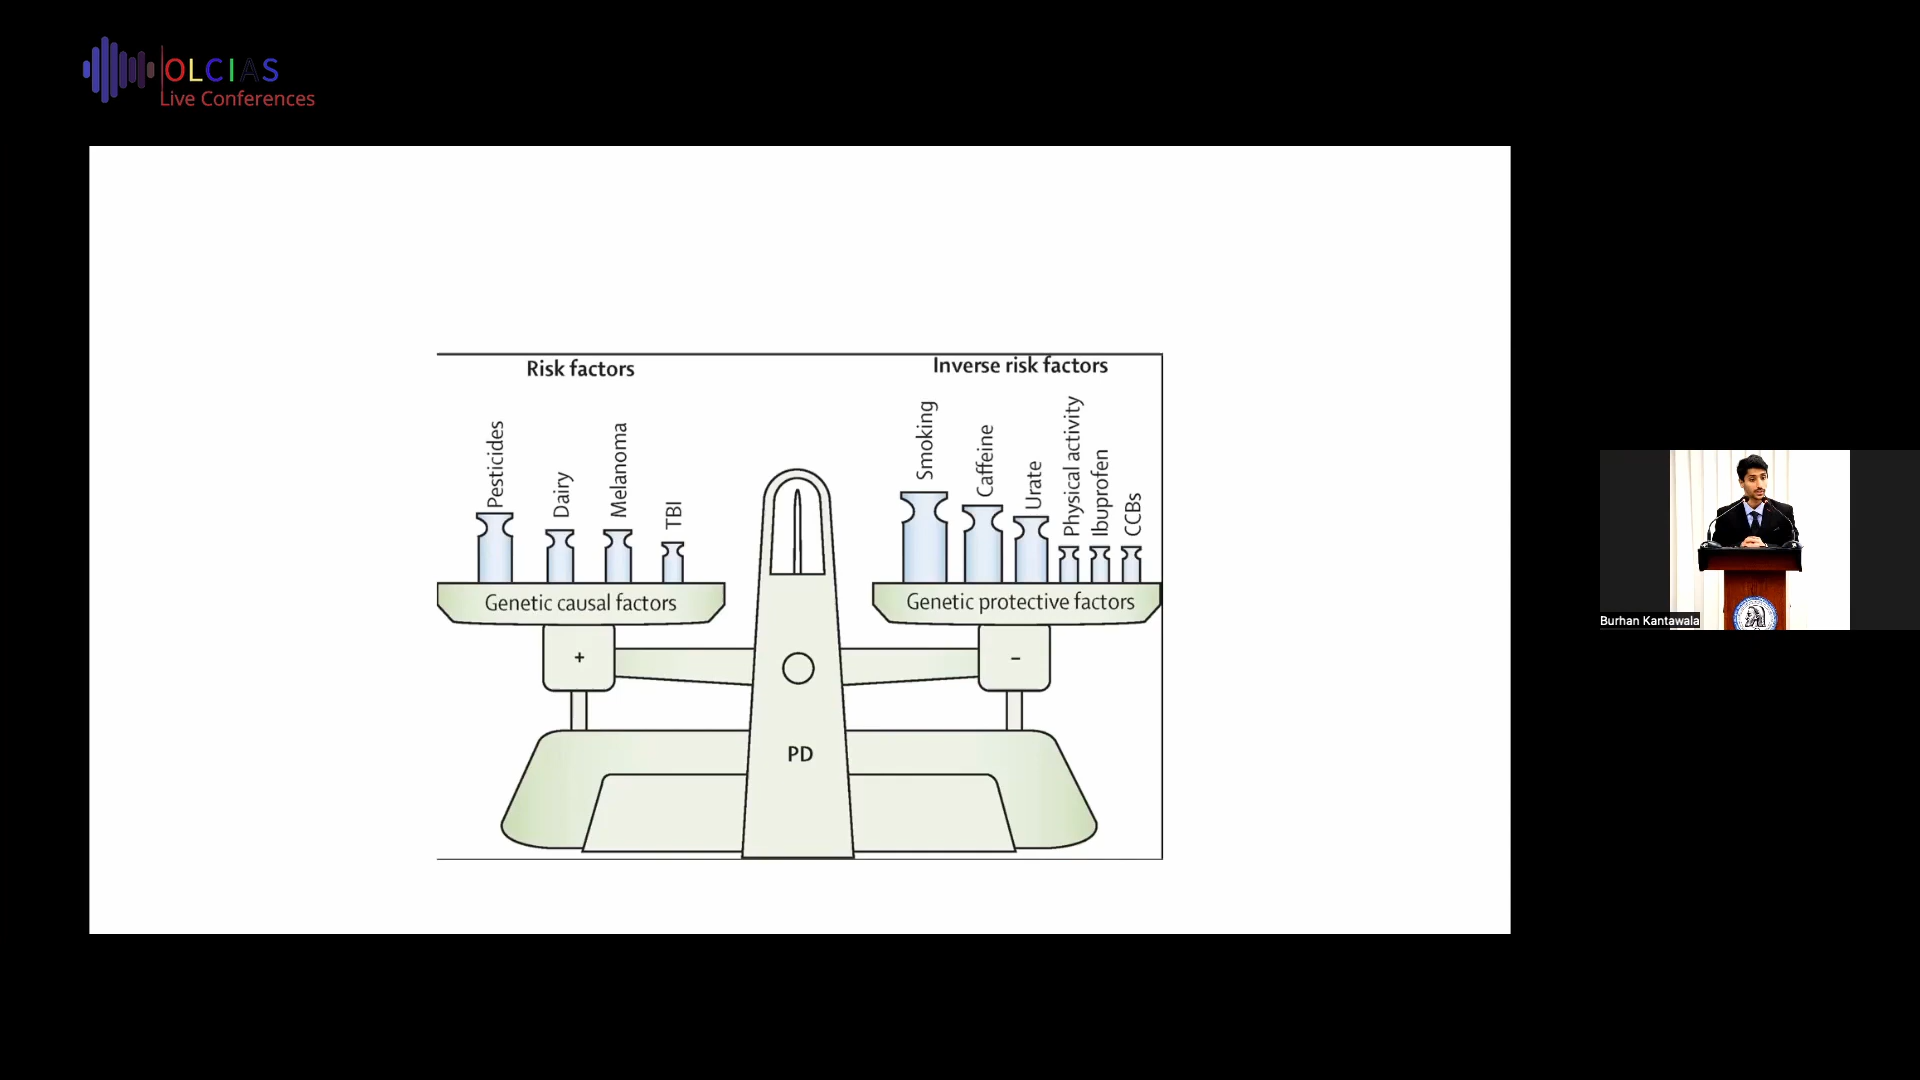 OLCIAS
Live Conferences
Risk factors
Inverse risk factors
Pesticides
Dairy
Melanoma
TBI
Smoking
Caffeine
Urate
Physical activity
Ibuprofen
CCBs
Genetic causal factors
Genetic protective factors
+
−
PD
Burhan Kantawala